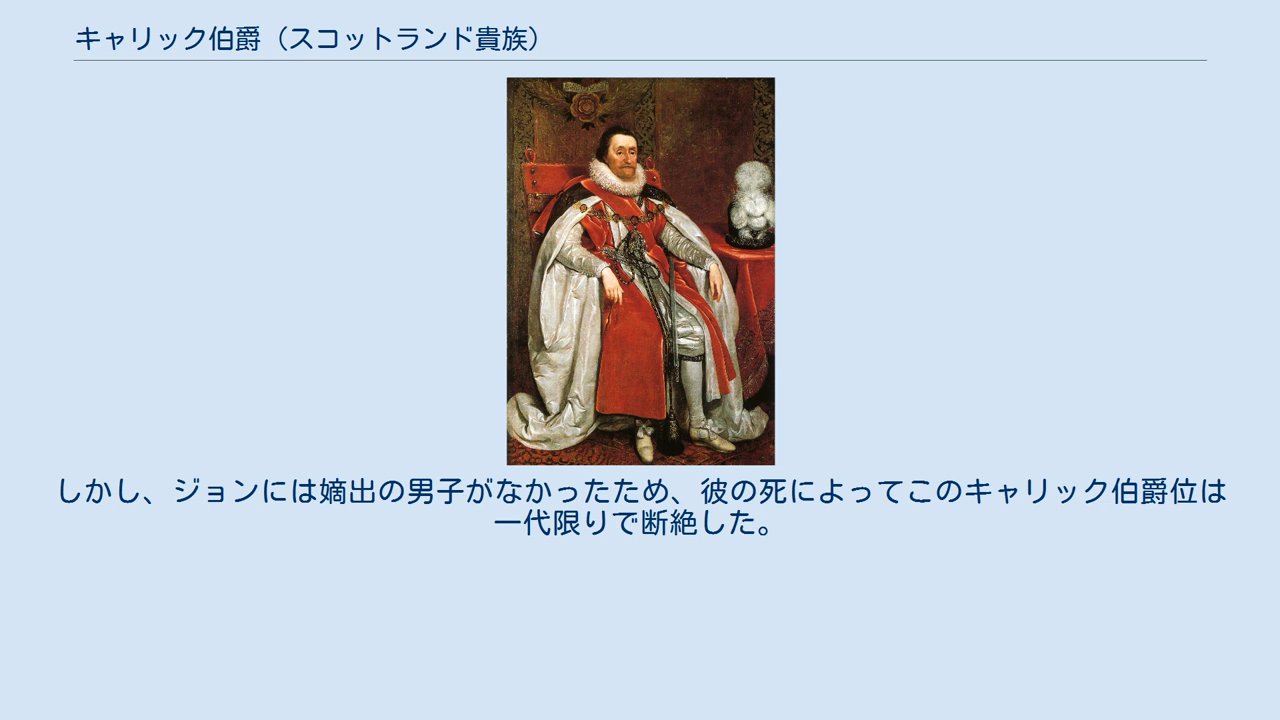 キャリック伯爵（スコットランド貴族）
しかし、ジョンには嫡出の男子がなかったため、彼の死によってこのキャリック伯爵位は
一代限りで断絶した。